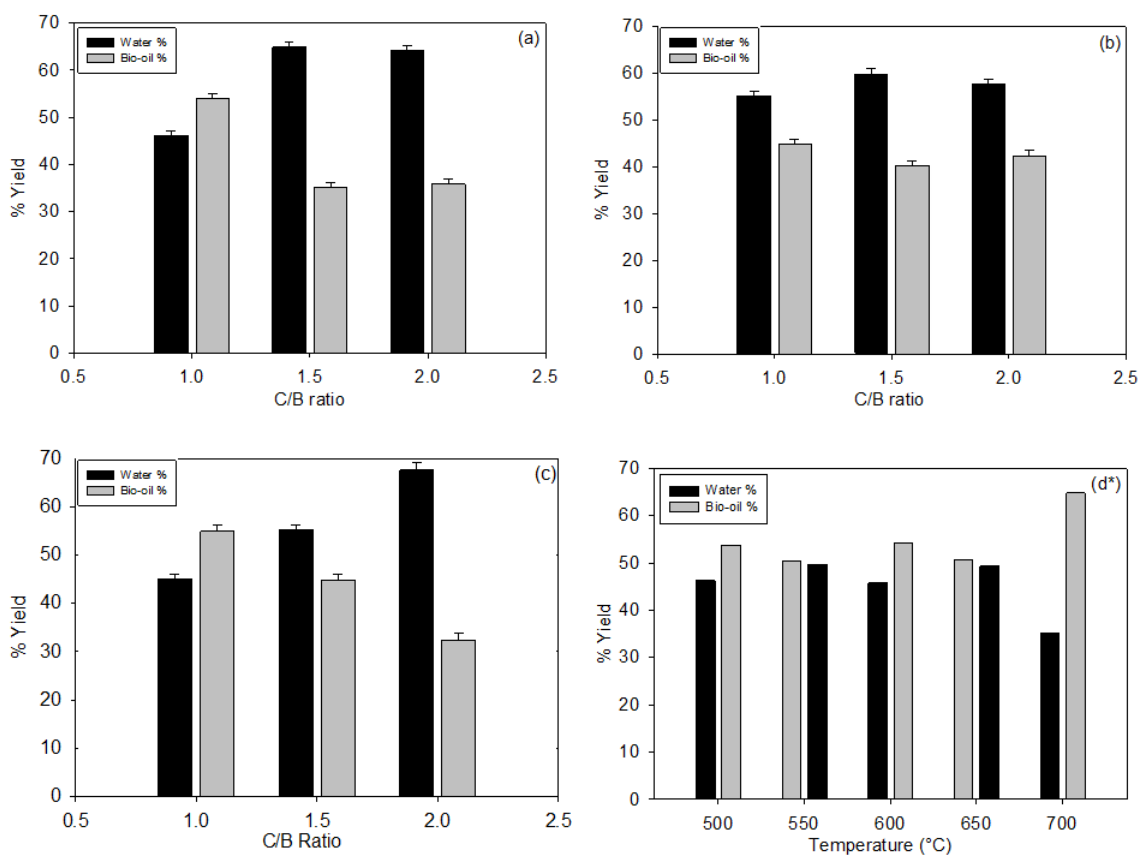 70
60
50
40
30
20
10
0
% Yield
Water %
Bio-oil %
(a)
0.5 1.0 1.5 2.0 2.5
C/B ratio
70
60
50
40
30
20
10
0
% Yield
Water %
Bio-oil %
(b)
0.5 1.0 1.5 2.0 2.5
C/B ratio
70
60
50
40
30
20
10
0
% Yield
Water %
Bio-oil %
(c)
0.5 1.0 1.5 2.0 2.5
C/B Ratio
70
60
50
40
30
20
10
0
% Yield
Water %
Bio-oil %
(d*)
500 550 600 650 700
Temperature (°C)